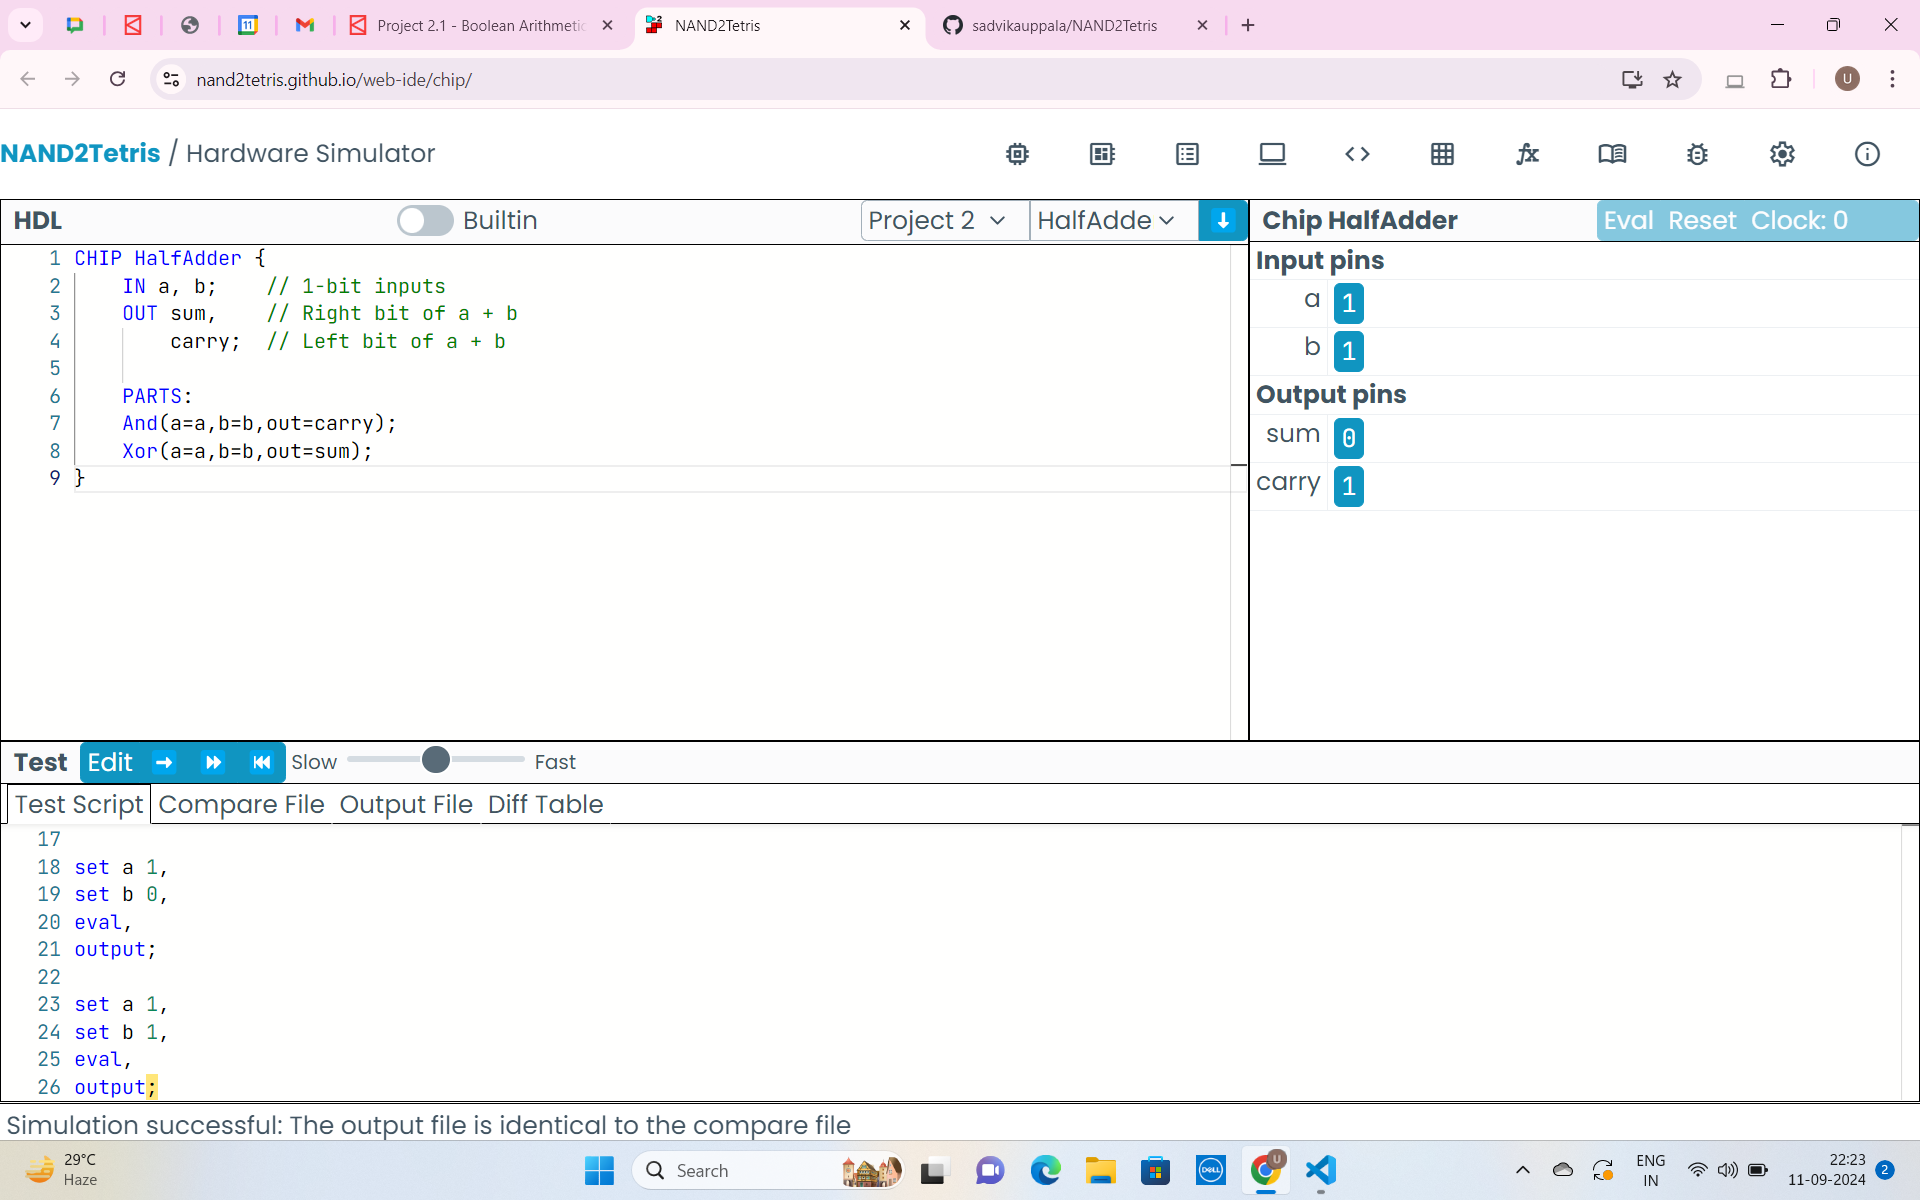 Project 2.1 - Boolean Arithmetic
NAND2Tetris
sadvikauppala/NAND2Tetris
nand2tetris.github.io/web-ide/chip/
U
NAND2Tetris / Hardware Simulator
HDL
Builtin
Project 2
HalfAdde
Chip HalfAdder
Eval Reset Clock: 0
1 CHIP HalfAdder {
2 IN a, b; // 1-bit inputs
3 OUT sum, // Right bit of a + b
4 carry; // Left bit of a + b
5
6 PARTS:
7 And(a=a,b=b,out=carry);
8 Xor(a=a,b=b,out=sum);
9 }
Input pins
a 1
b 1
Output pins
sum 0
carry 1
Test Edit Slow Fast
Test Script Compare File Output File Diff Table
17
18 set a 1,
19 set b 0,
20 eval,
21 output;
22
23 set a 1,
24 set b 1,
25 eval,
26 output;
Simulation successful: The output file is identical to the compare file
29°C
Haze
Search
DELL
U
ENG
IN
22:23
11-09-2024
2